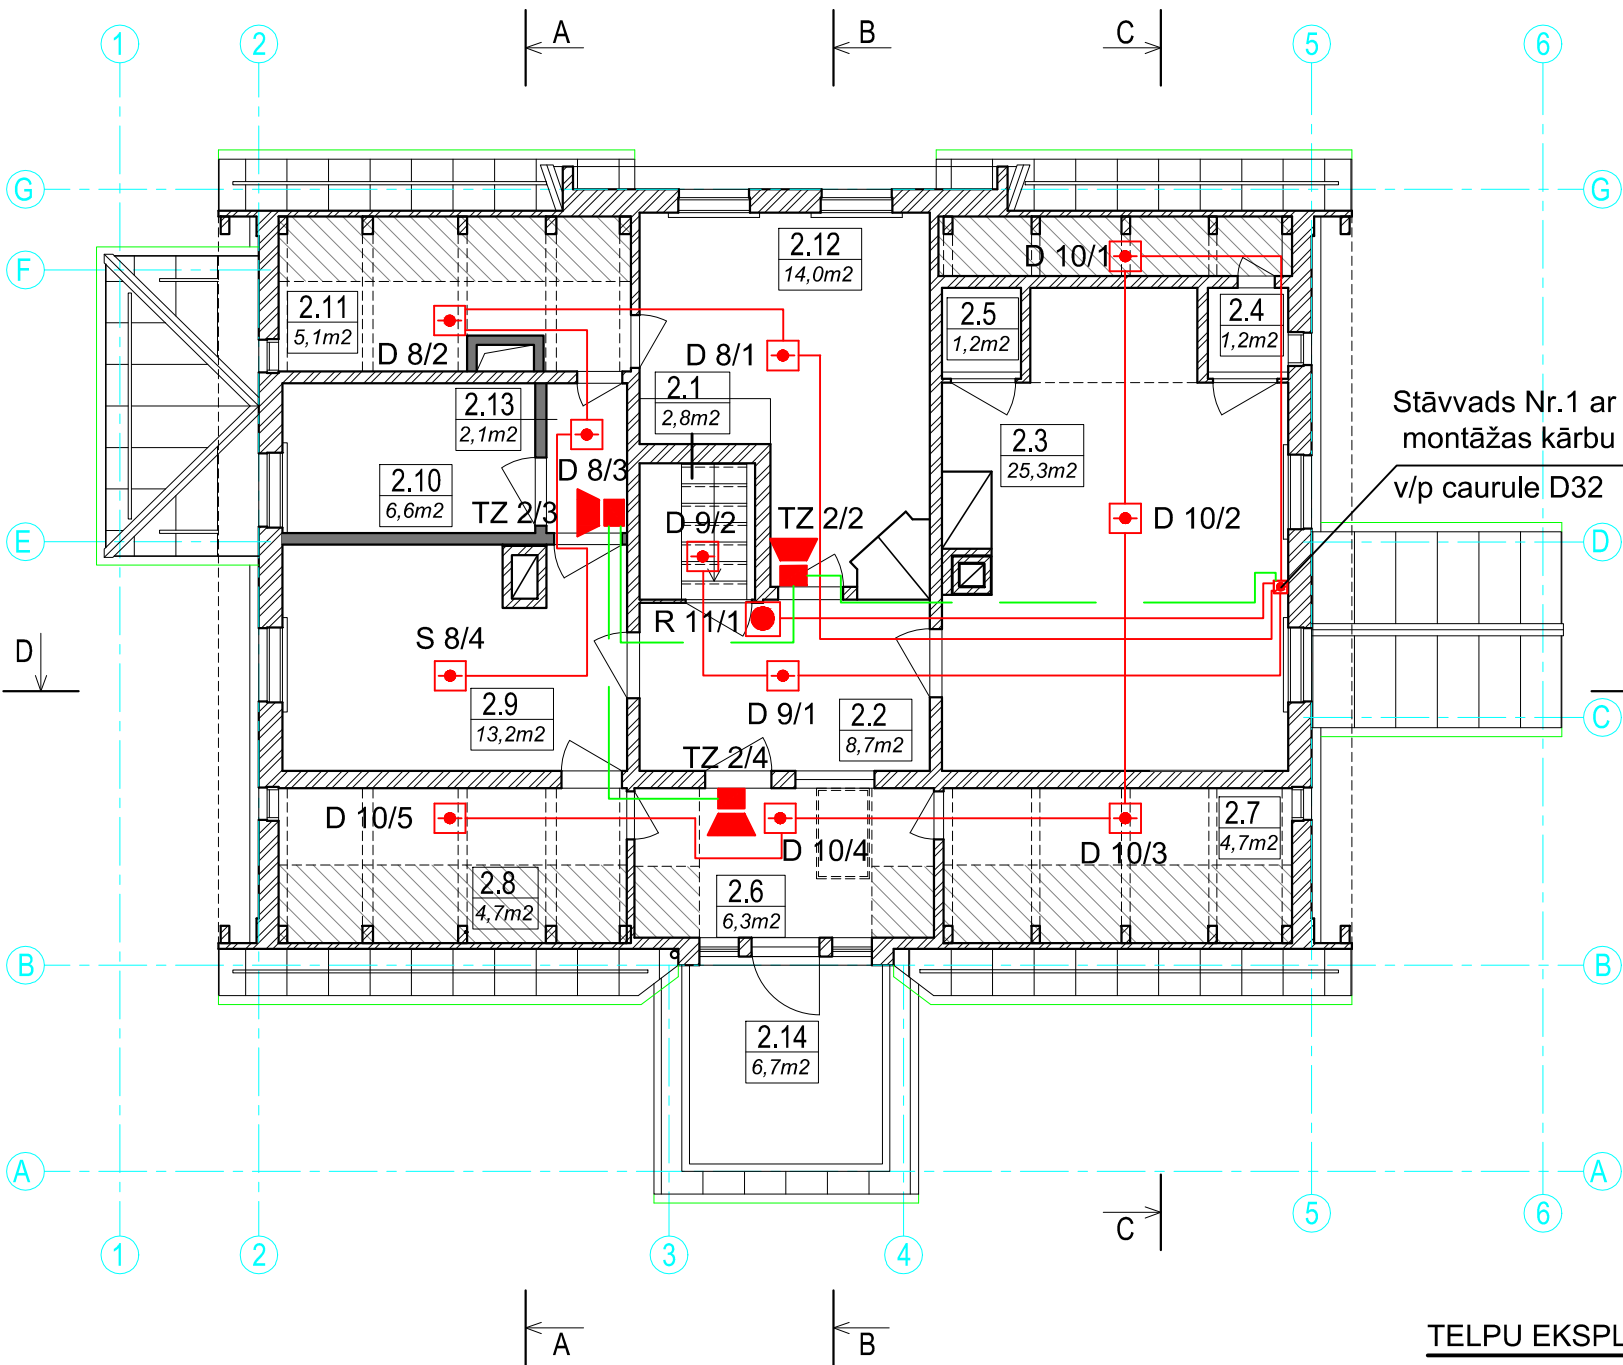 A
B
C
1
2
5
6
G
G
2.12
14,0m2
D 10/1
F
2.11
5,1m2
2.5
1,2m2
2.4
1,2m2
D 8/2
D 8/1
2.1
2,8m2
2.13
2,1m2
Stāvvads Nr.1 ar
montāžas kārbu
v/p caurule D32
2.3
25,3m2
D 8/3
2.10
6,6m2
TZ 2/3
D 9/2
TZ 2/2
D 10/2
E
D
R 11/1
S 8/4
D
2.9
13,2m2
D 9/1
2.2
8,7m2
C
TZ 2/4
D 10/5
D 10/4
D 10/3
2.7
4,7m2
2.8
4,7m2
2.6
6,3m2
B
B
2.14
6,7m2
A
A
C
5
6
1
2
3
4
A
B
TELPU EKSPL